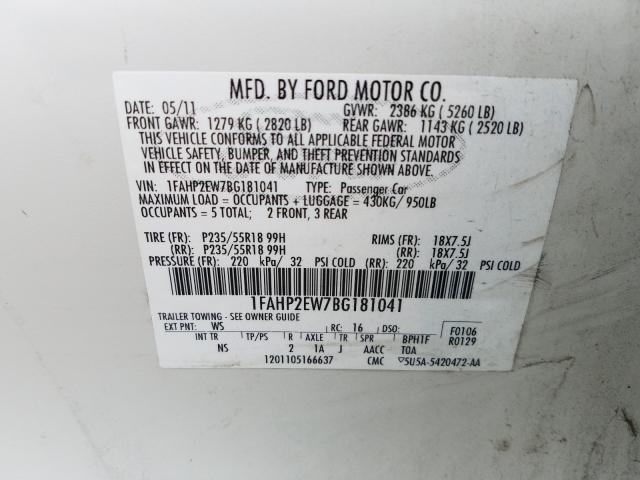 MFD. BY FORD MOTOR CO.
DATE: 05/11 GVWR: 2386 KG ( 5260 LB)
FRONT GAWR: 1279 KG ( 2820 LB) REAR GAWR: 1143 KG ( 2520 LB)
THIS VEHICLE CONFORMS TO ALL APPLICABLE FEDERAL MOTOR
VEHICLE SAFETY, BUMPER, AND THEFT PREVENTION STANDARDS
IN EFFECT ON THE DATE OF MANUFACTURE SHOWN ABOVE.
VIN: 1FAHP2EW7BG181041 TYPE: Passenger Car
MAXIMUM LOAD = OCCUPANTS + LUGGAGE = 430KG/ 950LB
OCCUPANTS = 5 TOTAL; 2 FRONT, 3 REAR
TIRE (FR): P235/55R18 99H RIMS (FR): 18X7.5J
(RR): P235/55R18 99H (RR): 18X7.5J
PRESSURE (FR): 220 kPa/ 32 PSI COLD (RR): 220 kPa/ 32 PSI COLD
1FAHP2EW7BG181041
TRAILER TOWING - SEE OWNER GUIDE
EXT PNT: WS RC: 16 DSO: F0106
INT TR TP/PS R AXLE TR SPR BPH1F R0129
NS 2 1A J AACC TOA
1201105166637 CMC 5U5A-5420472-AA